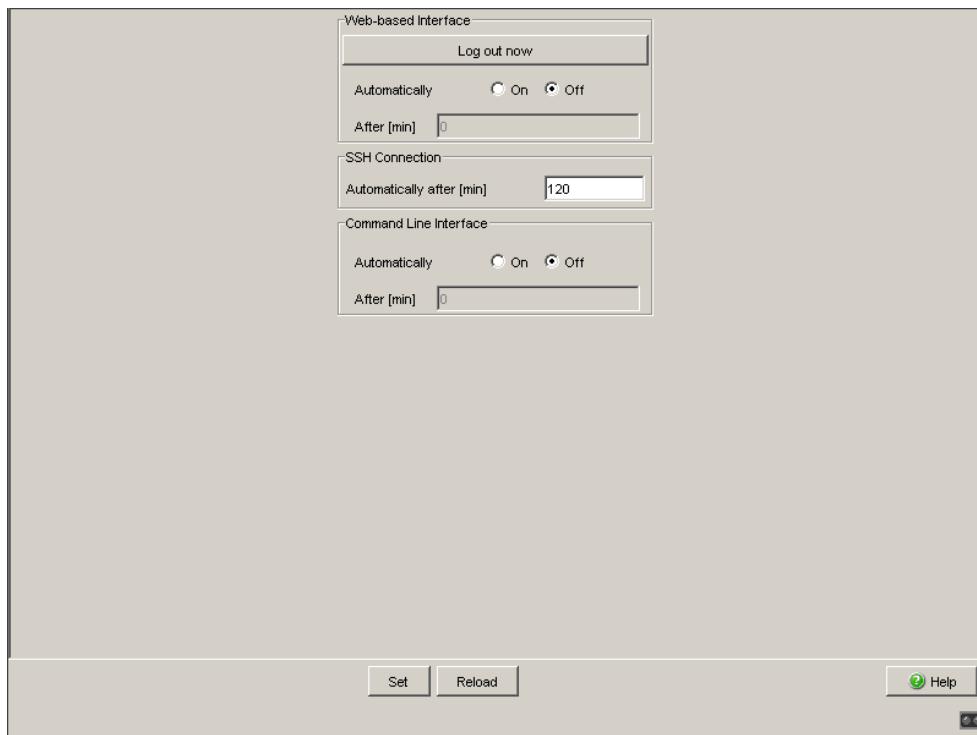 Web-based Interface
Log out now
Automatically On Off
After [min] 0
SSH Connection
Automatically after [min] 120
Command Line Interface
Automatically On Off
After [min] 0
Set Reload Help